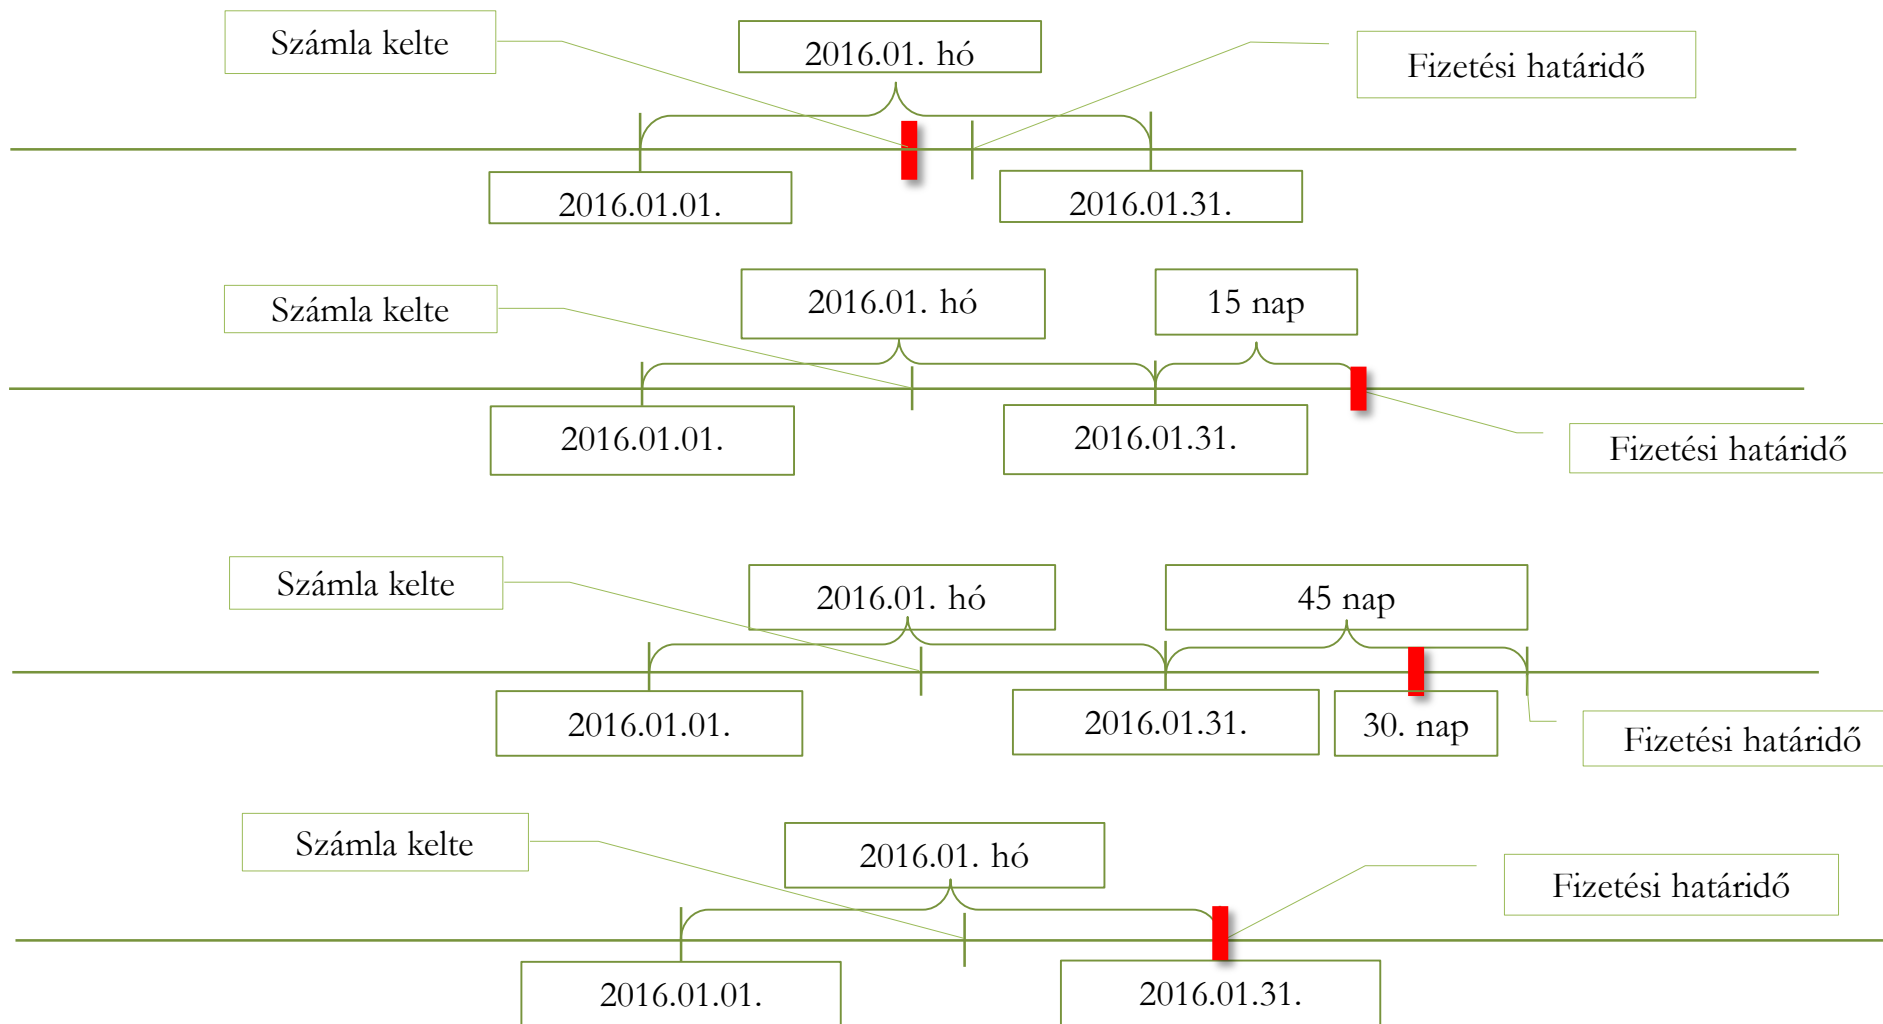 Számla kelte
2016.01. hó
Fizetési határidő
2016.01.01.
2016.01.31.
Számla kelte
2016.01. hó
15 nap
2016.01.01.
2016.01.31.
Fizetési határidő
Számla kelte
2016.01. hó
45 nap
2016.01.01.
2016.01.31.
30. nap
Fizetési határidő
Számla kelte
2016.01. hó
Fizetési határidő
2016.01.01.
2016.01.31.